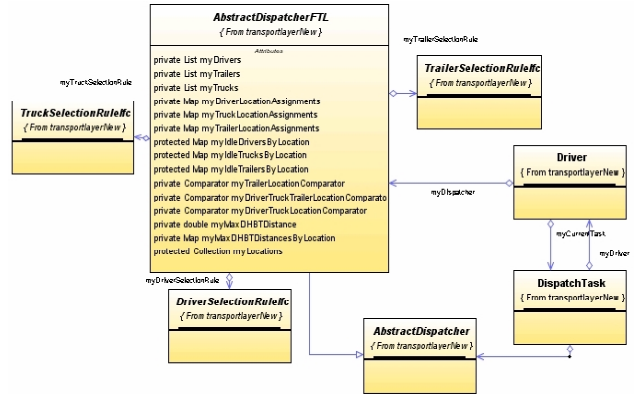 AbstractDispatcherFTL
{ From transportlayerNew }
Attributes
private List myDrivers
private List myTrailers
private List myTrucks
private Map myDriverLocationAssignments
private Map myTruckLocationAssignments
private Map myTrailerLocationAssignments
protected Map myIdleDriversByLocation
protected Map myIdleTrucksByLocation
protected Map myIdleTrailersByLocation
private Comparator myTrailerLocationComparator
private Comparator myDriverTruckTrailerLocationComparato
private Comparator myDriverTruckLocationComparator
private double myMaxDHBTDistance
private Map myMaxDHBTDistancesByLocation
protected Collection myLocations
myTruckSelectionRule
TruckSelectionRuleIfc
{ From transportlayerNew }
myTrailerSelectionRule
TrailerSelectionRuleIfc
{ From transportlayerNew }
myDispatcher
Driver
{ From transportlayerNew }
myCurrentTask
myDriver
myDriverSelectionRule
DriverSelectionRuleIfc
{ From transportlayerNew }
AbstractDispatcher
{ From transportlayerNew }
DispatchTask
{ From transportlayerNew }